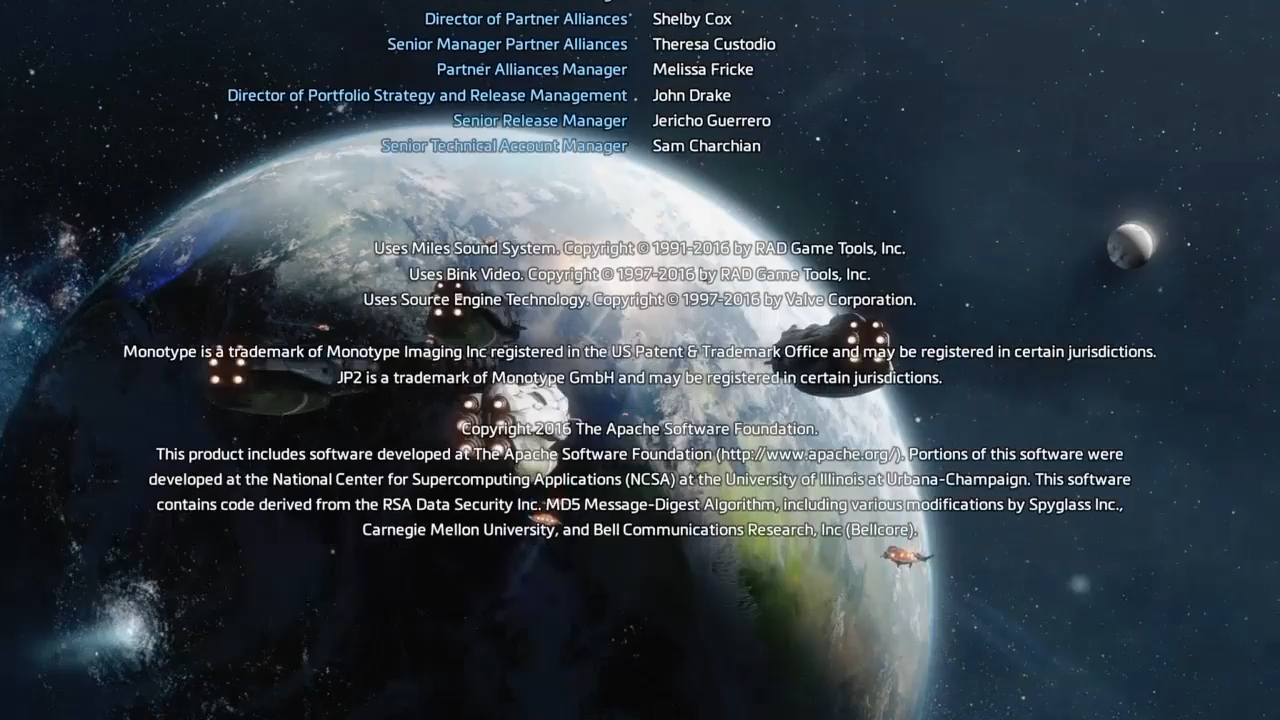 Director of Partner Alliances Shelby Cox
Senior Manager Partner Alliances Theresa Custodio
Partner Alliances Manager Melissa Fricke
Director of Portfolio Strategy and Release Management John Drake
Senior Release Manager Jericho Guerrero
Senior Technical Account Manager Sam Charchian
Uses Miles Sound System. Copyright © 1991-2016 by RAD Game Tools, Inc.
Uses Bink Video. Copyright © 1997-2016 by RAD Game Tools, Inc.
Uses Source Engine Technology. Copyright © 1997-2016 by Valve Corporation.
Monotype is a trademark of Monotype Imaging Inc registered in the US Patent & Trademark Office and may be registered in certain jurisdictions.
JP2 is a trademark of Monotype GmbH and may be registered in certain jurisdictions.
Copyright 2016 The Apache Software Foundation.
This product includes software developed at The Apache Software Foundation (http://www.apache.org/). Portions of this software were
developed at the National Center for Supercomputing Applications (NCSA) at the University of Illinois at Urbana-Champaign. This software
contains code derived from the RSA Data Security Inc. MD5 Message-Digest Algorithm, including various modifications by Spyglass Inc.,
Carnegie Mellon University, and Bell Communications Research, Inc (Bellcore).